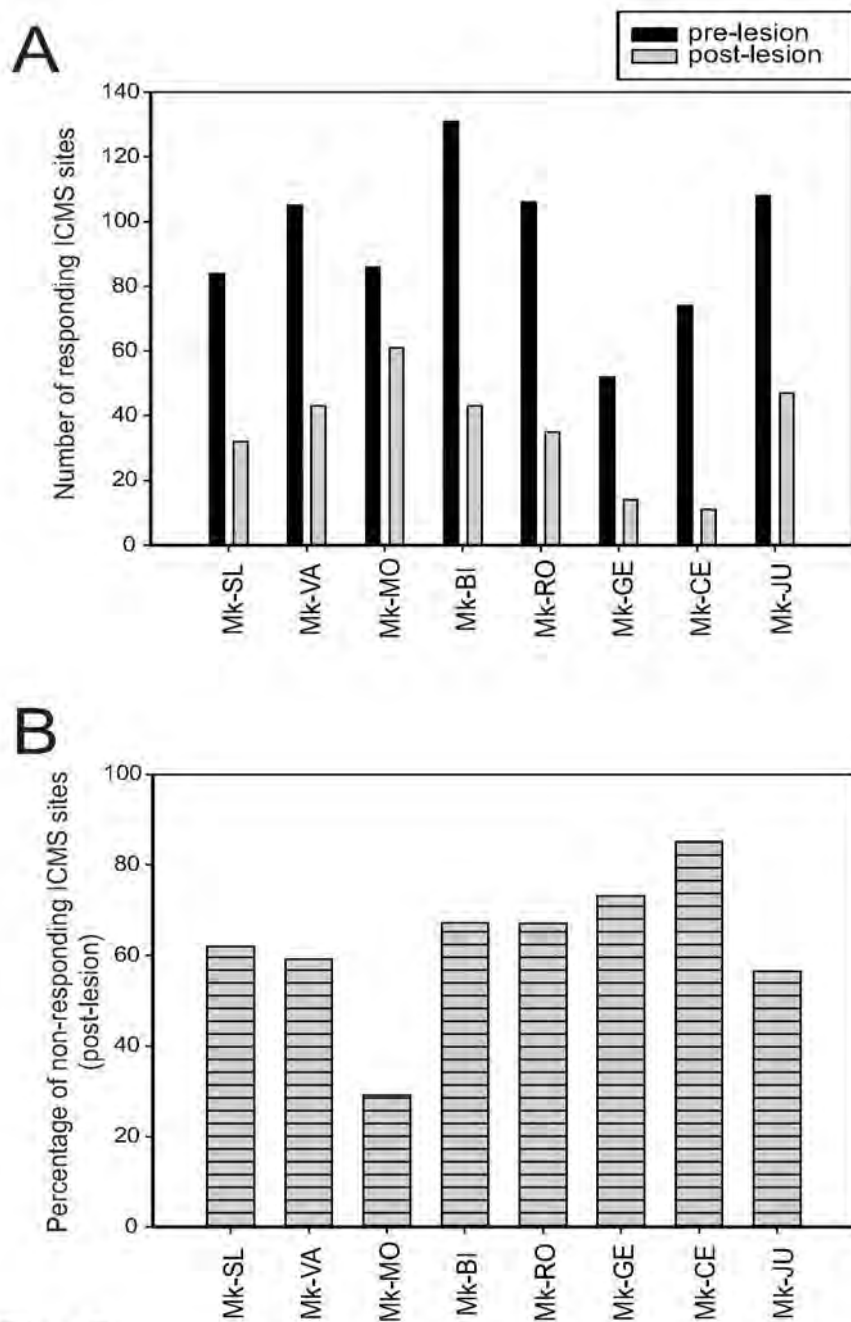 A
pre-lesion
post-lesion
Number of responding ICMS sites
140
120
100
80
60
40
20
0
Mk-SL
Mk-VA
Mk-MO
Mk-BI
Mk-RO
Mk-GE
Mk-CE
Mk-JU
B
Percentage of non-responding ICMS sites
(post-lesion)
100
80
60
40
20
0
Mk-SL
Mk-VA
Mk-MO
Mk-BI
Mk-RO
Mk-GE
Mk-CE
Mk-JU